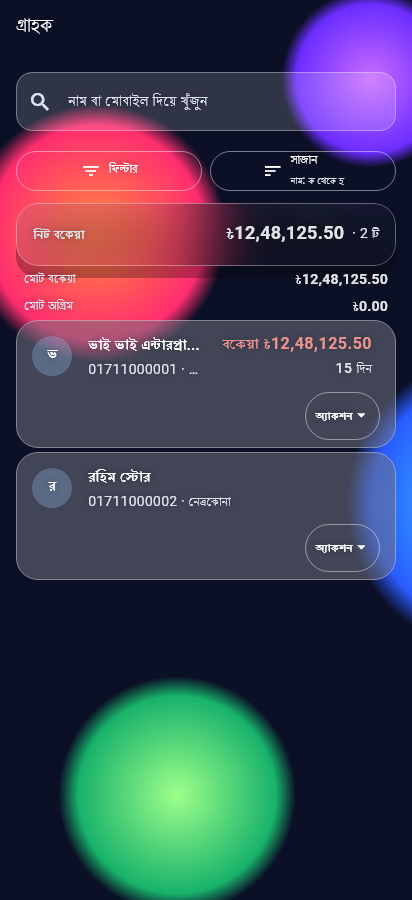 গ্রাহক
নাম বা মোবাইল দিয়ে খুঁজুন
ফিল্টার
সাজান
নাম: ক থেকে হ
নিট বকেয়া ৳12,48,125.50 · 2 টি
মোট বকেয়া ৳12,48,125.50
মোট অগ্রিম ৳0.00
ভ ভাই ভাই এন্টারপ্রা... বকেয়া ৳12,48,125.50
01711000001 · ... 15 দিন
অ্যাকশন
র রহিম স্টোর
01711000002 · নেত্রকোনা
অ্যাকশন